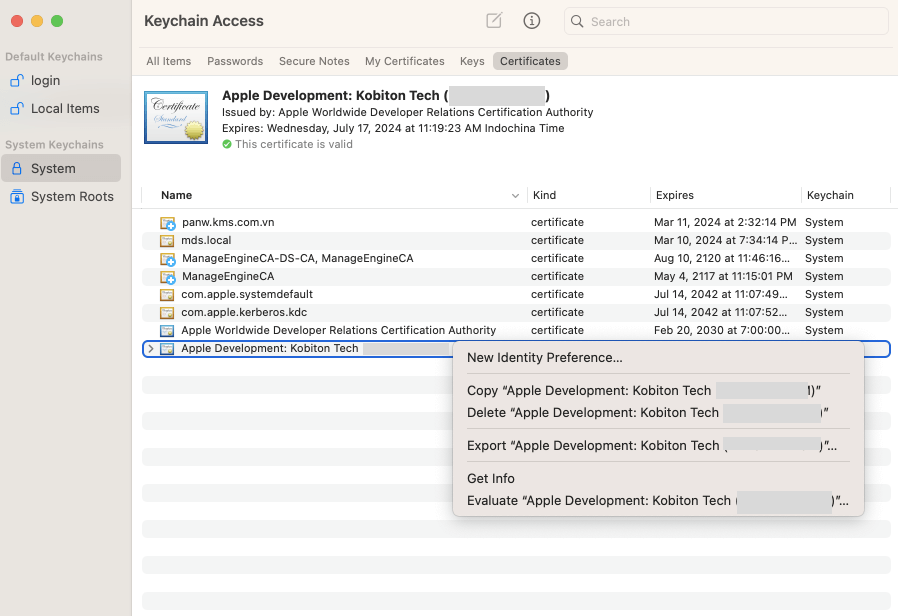 Keychain Access
Search
Default Keychains
login
Local Items
System Keychains
System
System Roots
All Items Passwords Secure Notes My Certificates Keys Certificates
Certificate
Standard
Apple Development: Kobiton Tech ( )
Issued by: Apple Worldwide Developer Relations Certification Authority
Expires: Wednesday, July 17, 2024 at 11:19:23 AM Indochina Time
This certificate is valid
Name Kind Expires Keychain
panw.kms.com.vn certificate Mar 11, 2024 at 2:32:14 PM System
mds.local certificate Mar 10, 2024 at 7:34:14 P... System
ManageEngineCA-DS-CA, ManageEngineCA certificate Aug 10, 2120 at 11:46:16... System
ManageEngineCA certificate May 4, 2117 at 11:15:01 PM System
com.apple.systemdefault certificate Jul 14, 2042 at 11:07:49... System
com.apple.kerberos.kdc certificate Jul 14, 2042 at 11:07:52... System
Apple Worldwide Developer Relations Certification Authority certificate Feb 20, 2030 at 7:00:00... System
Apple Development: Kobiton Tech
New Identity Preference...
Copy “Apple Development: Kobiton Tech )”
Delete “Apple Development: Kobiton Tech )”
Export “Apple Development: Kobiton Tech ( )”...
Get Info
Evaluate “Apple Development: Kobiton Tech ( )”...